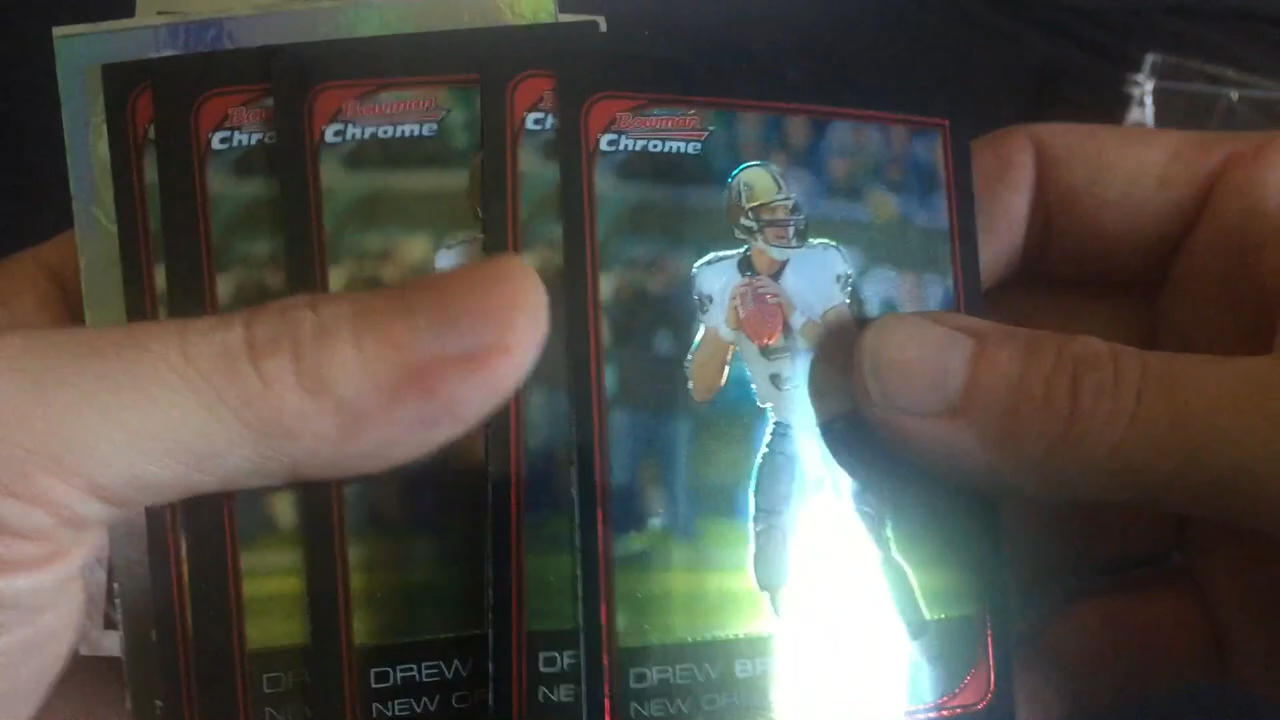 Bowman
Chrome
Bowman
Chrome
DREW
NEW OR
DREW BR
NEW OR